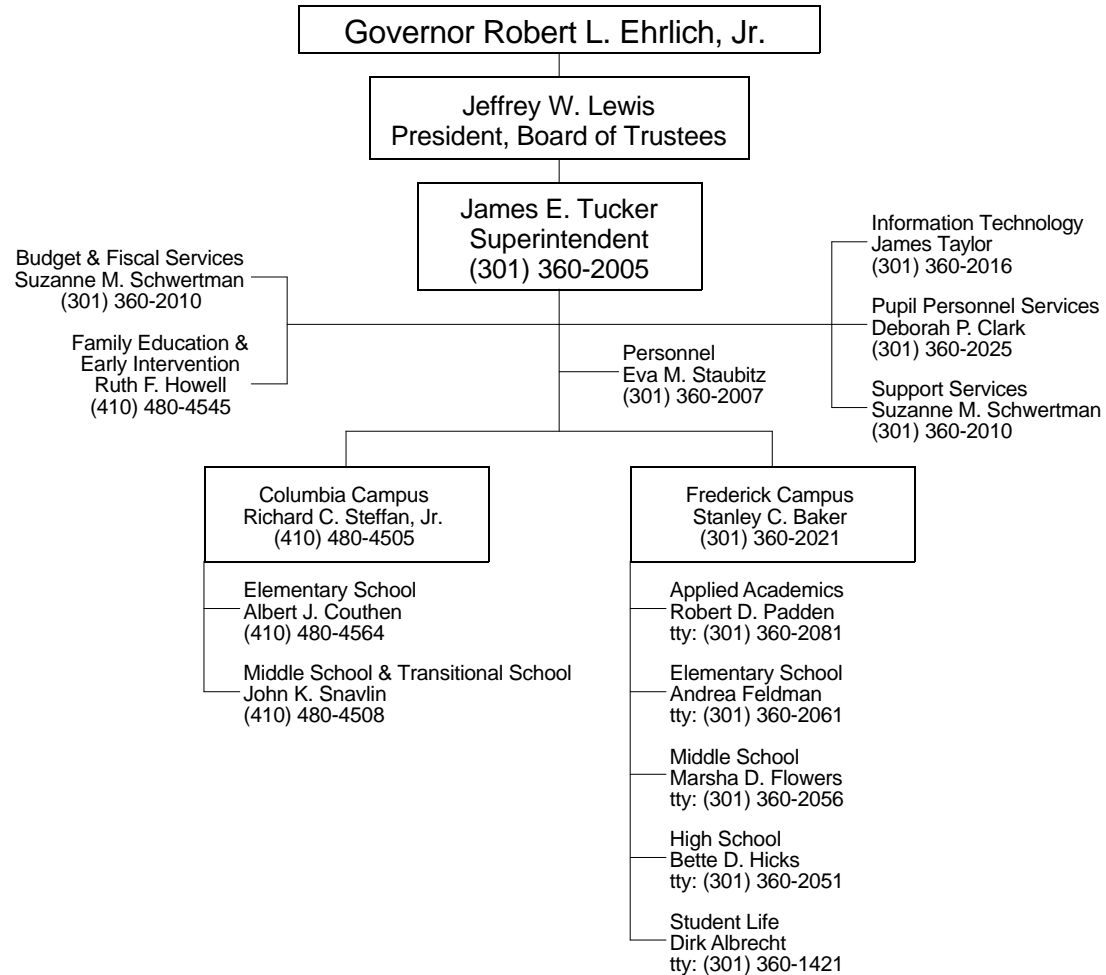 Governor Robert L. Ehrlich, Jr.
Jeffrey W. Lewis
President, Board of Trustees
James E. Tucker
Superintendent
(301) 360-2005
Budget & Fiscal Services
Suzanne M. Schwertman
(301) 360-2010
Family Education &
Early Intervention
Ruth F. Howell
(410) 480-4545
Personnel
Eva M. Staubitz
(301) 360-2007
Information Technology
James Taylor
(301) 360-2016
Pupil Personnel Services
Deborah P. Clark
(301) 360-2025
Support Services
Suzanne M. Schwertman
(301) 360-2010
Columbia Campus
Richard C. Steffan, Jr.
(410) 480-4505
Elementary School
Albert J. Couthen
(410) 480-4564
Middle School & Transitional School
John K. Snavlin
(410) 480-4508
Frederick Campus
Stanley C. Baker
(301) 360-2021
Applied Academics
Robert D. Padden
tty: (301) 360-2081
Elementary School
Andrea Feldman
tty: (301) 360-2061
Middle School
Marsha D. Flowers
tty: (301) 360-2056
High School
Bette D. Hicks
tty: (301) 360-2051
Student Life
Dirk Albrecht
tty: (301) 360-1421